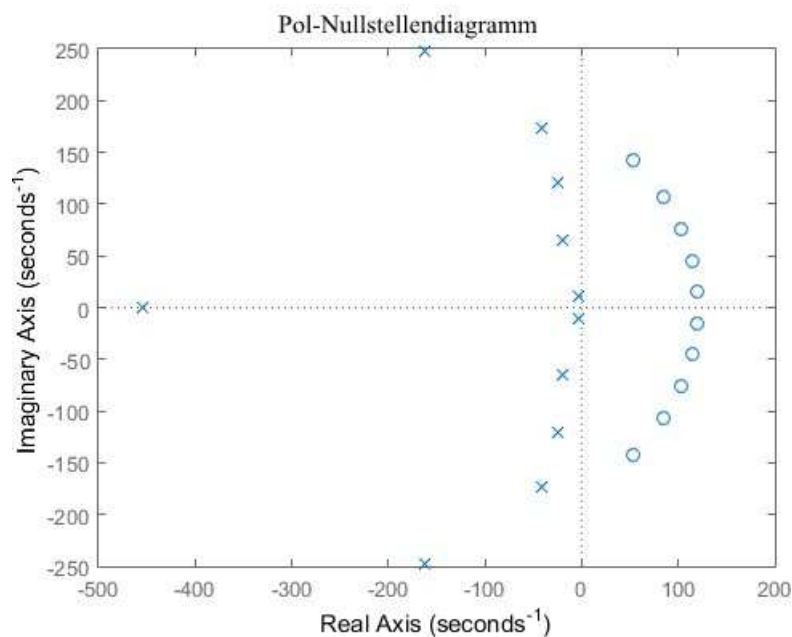 Pol-Nullstellendiagramm
250
200
150
100
50
0
-50
-100
-150
-200
-250
Imaginary Axis (seconds⁻¹)
-500 -400 -300 -200 -100 0 100 200
Real Axis (seconds⁻¹)